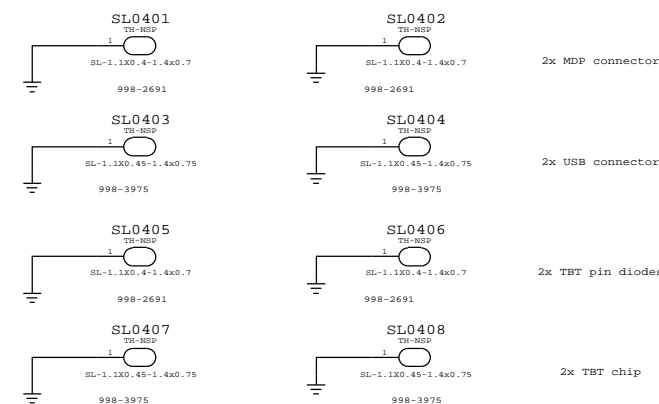 SL0401 SL0402
TH-NSP TH-NSP
1 1
2x MDP connector
SL-1.1X0.4-1.4x0.7 SL-1.1X0.4-1.4x0.7
998-2691 998-2691
SL0403 SL0404
TH-NSP TH-NSP
1 1
2x USB connector
SL-1.1X0.45-1.4x0.75 SL-1.1X0.45-1.4x0.75
998-3975 998-3975
SL0405 SL0406
TH-NSP TH-NSP
1 1
SL-1.1X0.4-1.4x0.7 SL-1.1X0.4-1.4x0.7 2x TBT pin diodes
998-2691 998-2691
SL0407 SL0408
TH-NSP TH-NSP
1 1
SL-1.1X0.45-1.4x0.75 SL-1.1X0.45-1.4x0.75 2x TBT chip
998-3975 998-3975